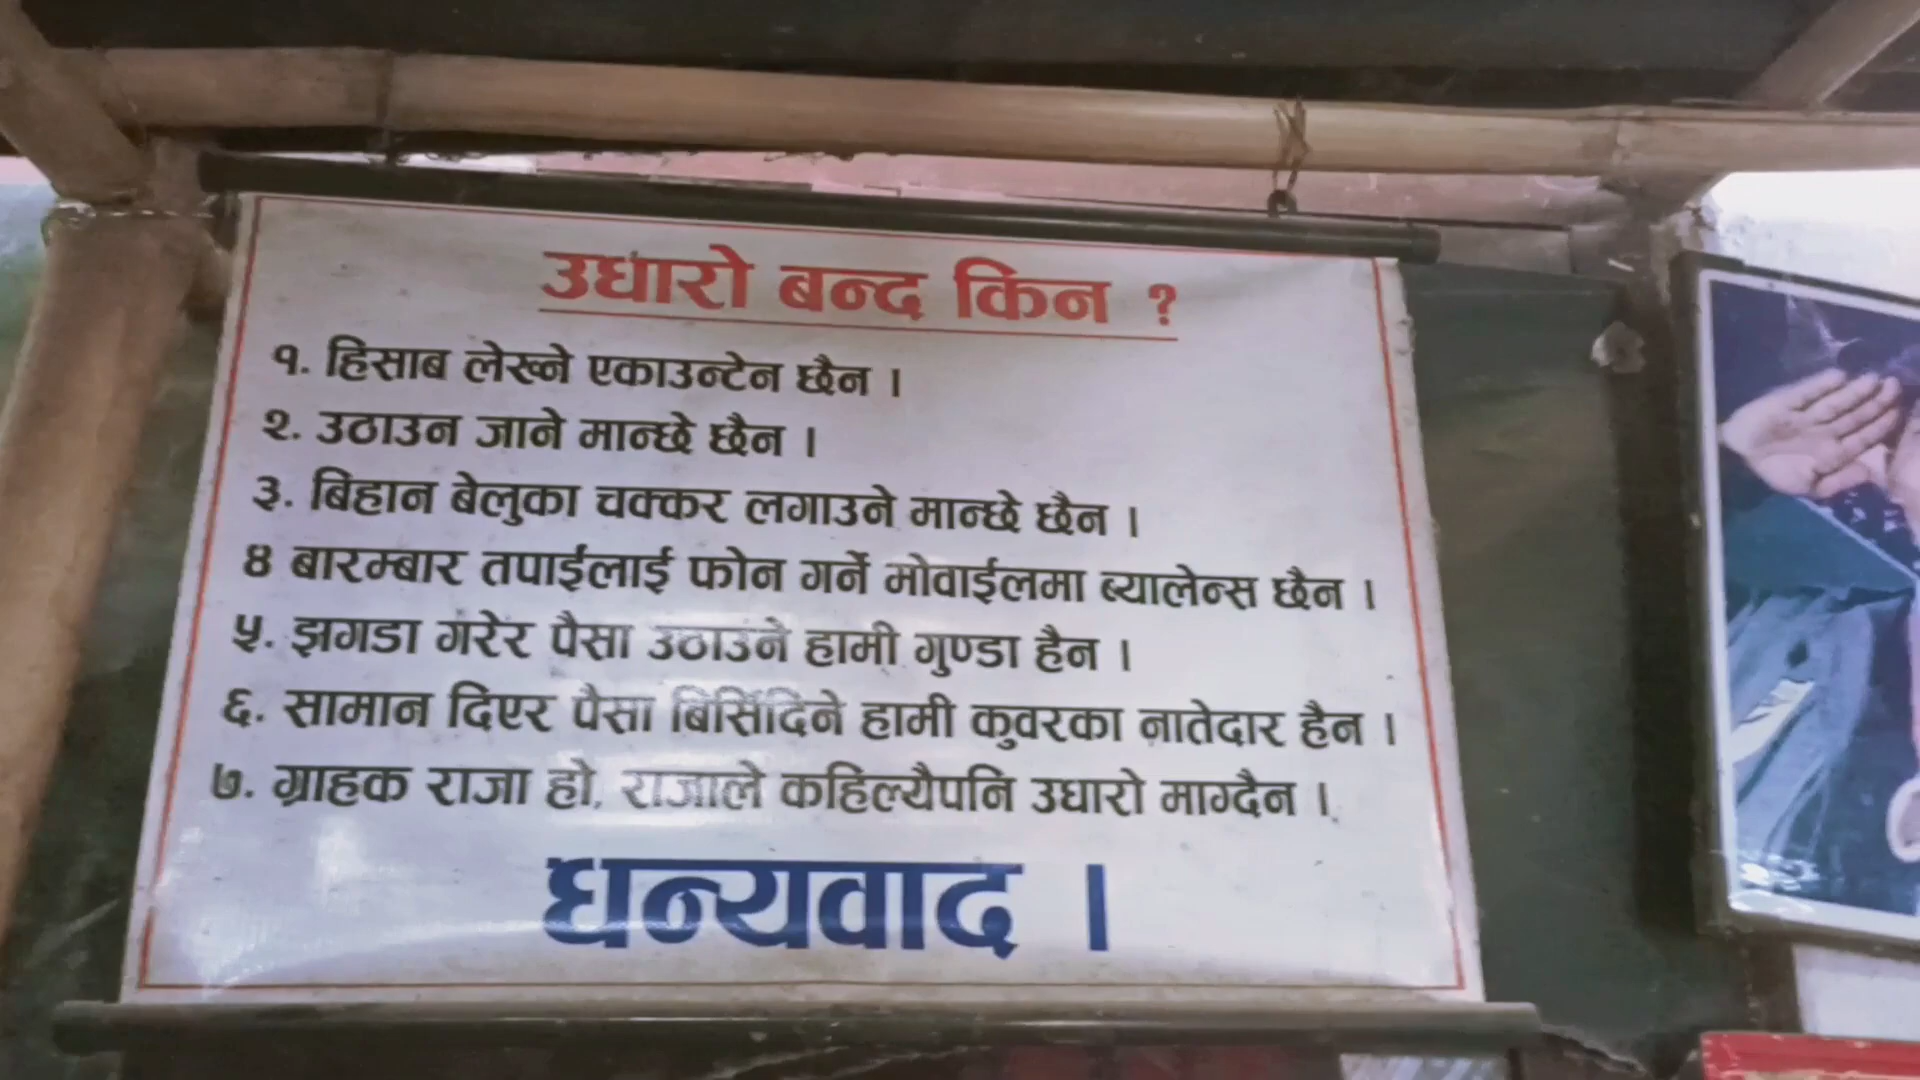 उधारो बन्द किन ?
१. हिसाब लेख्ने एकाउन्टेन छैन ।
२. उठाउन जाने मान्छे छैन ।
३. बिहान बेलुका चक्कर लगाउने मान्छे छैन ।
४ बारम्बार तपाईलाई फोन गर्ने मोवाईलमा ब्यालेन्स छैन ।
५. झगडा गरेर पैसा उठाउने हामी गुण्डा हैन ।
६. सामान दिएर पैसा बिर्सिदिने हामी कुवरका नातेदार हैन ।
७. ग्राहक राजा हो, राजाले कहिल्यैपनि उधारो माग्दैन ।
धन्यवाद ।